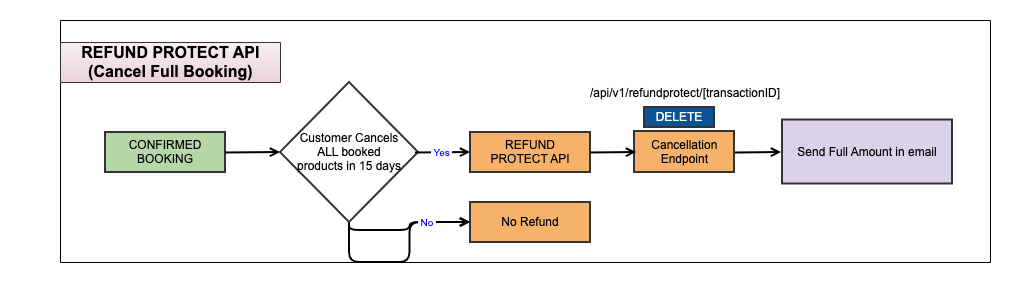 REFUND PROTECT API
(Cancel Full Booking)
/api/v1/refundprotect/[transactionID]
DELETE
CONFIRMED
BOOKING
Customer Cancels
ALL booked
products in 15 days
Yes
REFUND
PROTECT API
Cancellation
Endpoint
Send Full Amount in email
No
No Refund